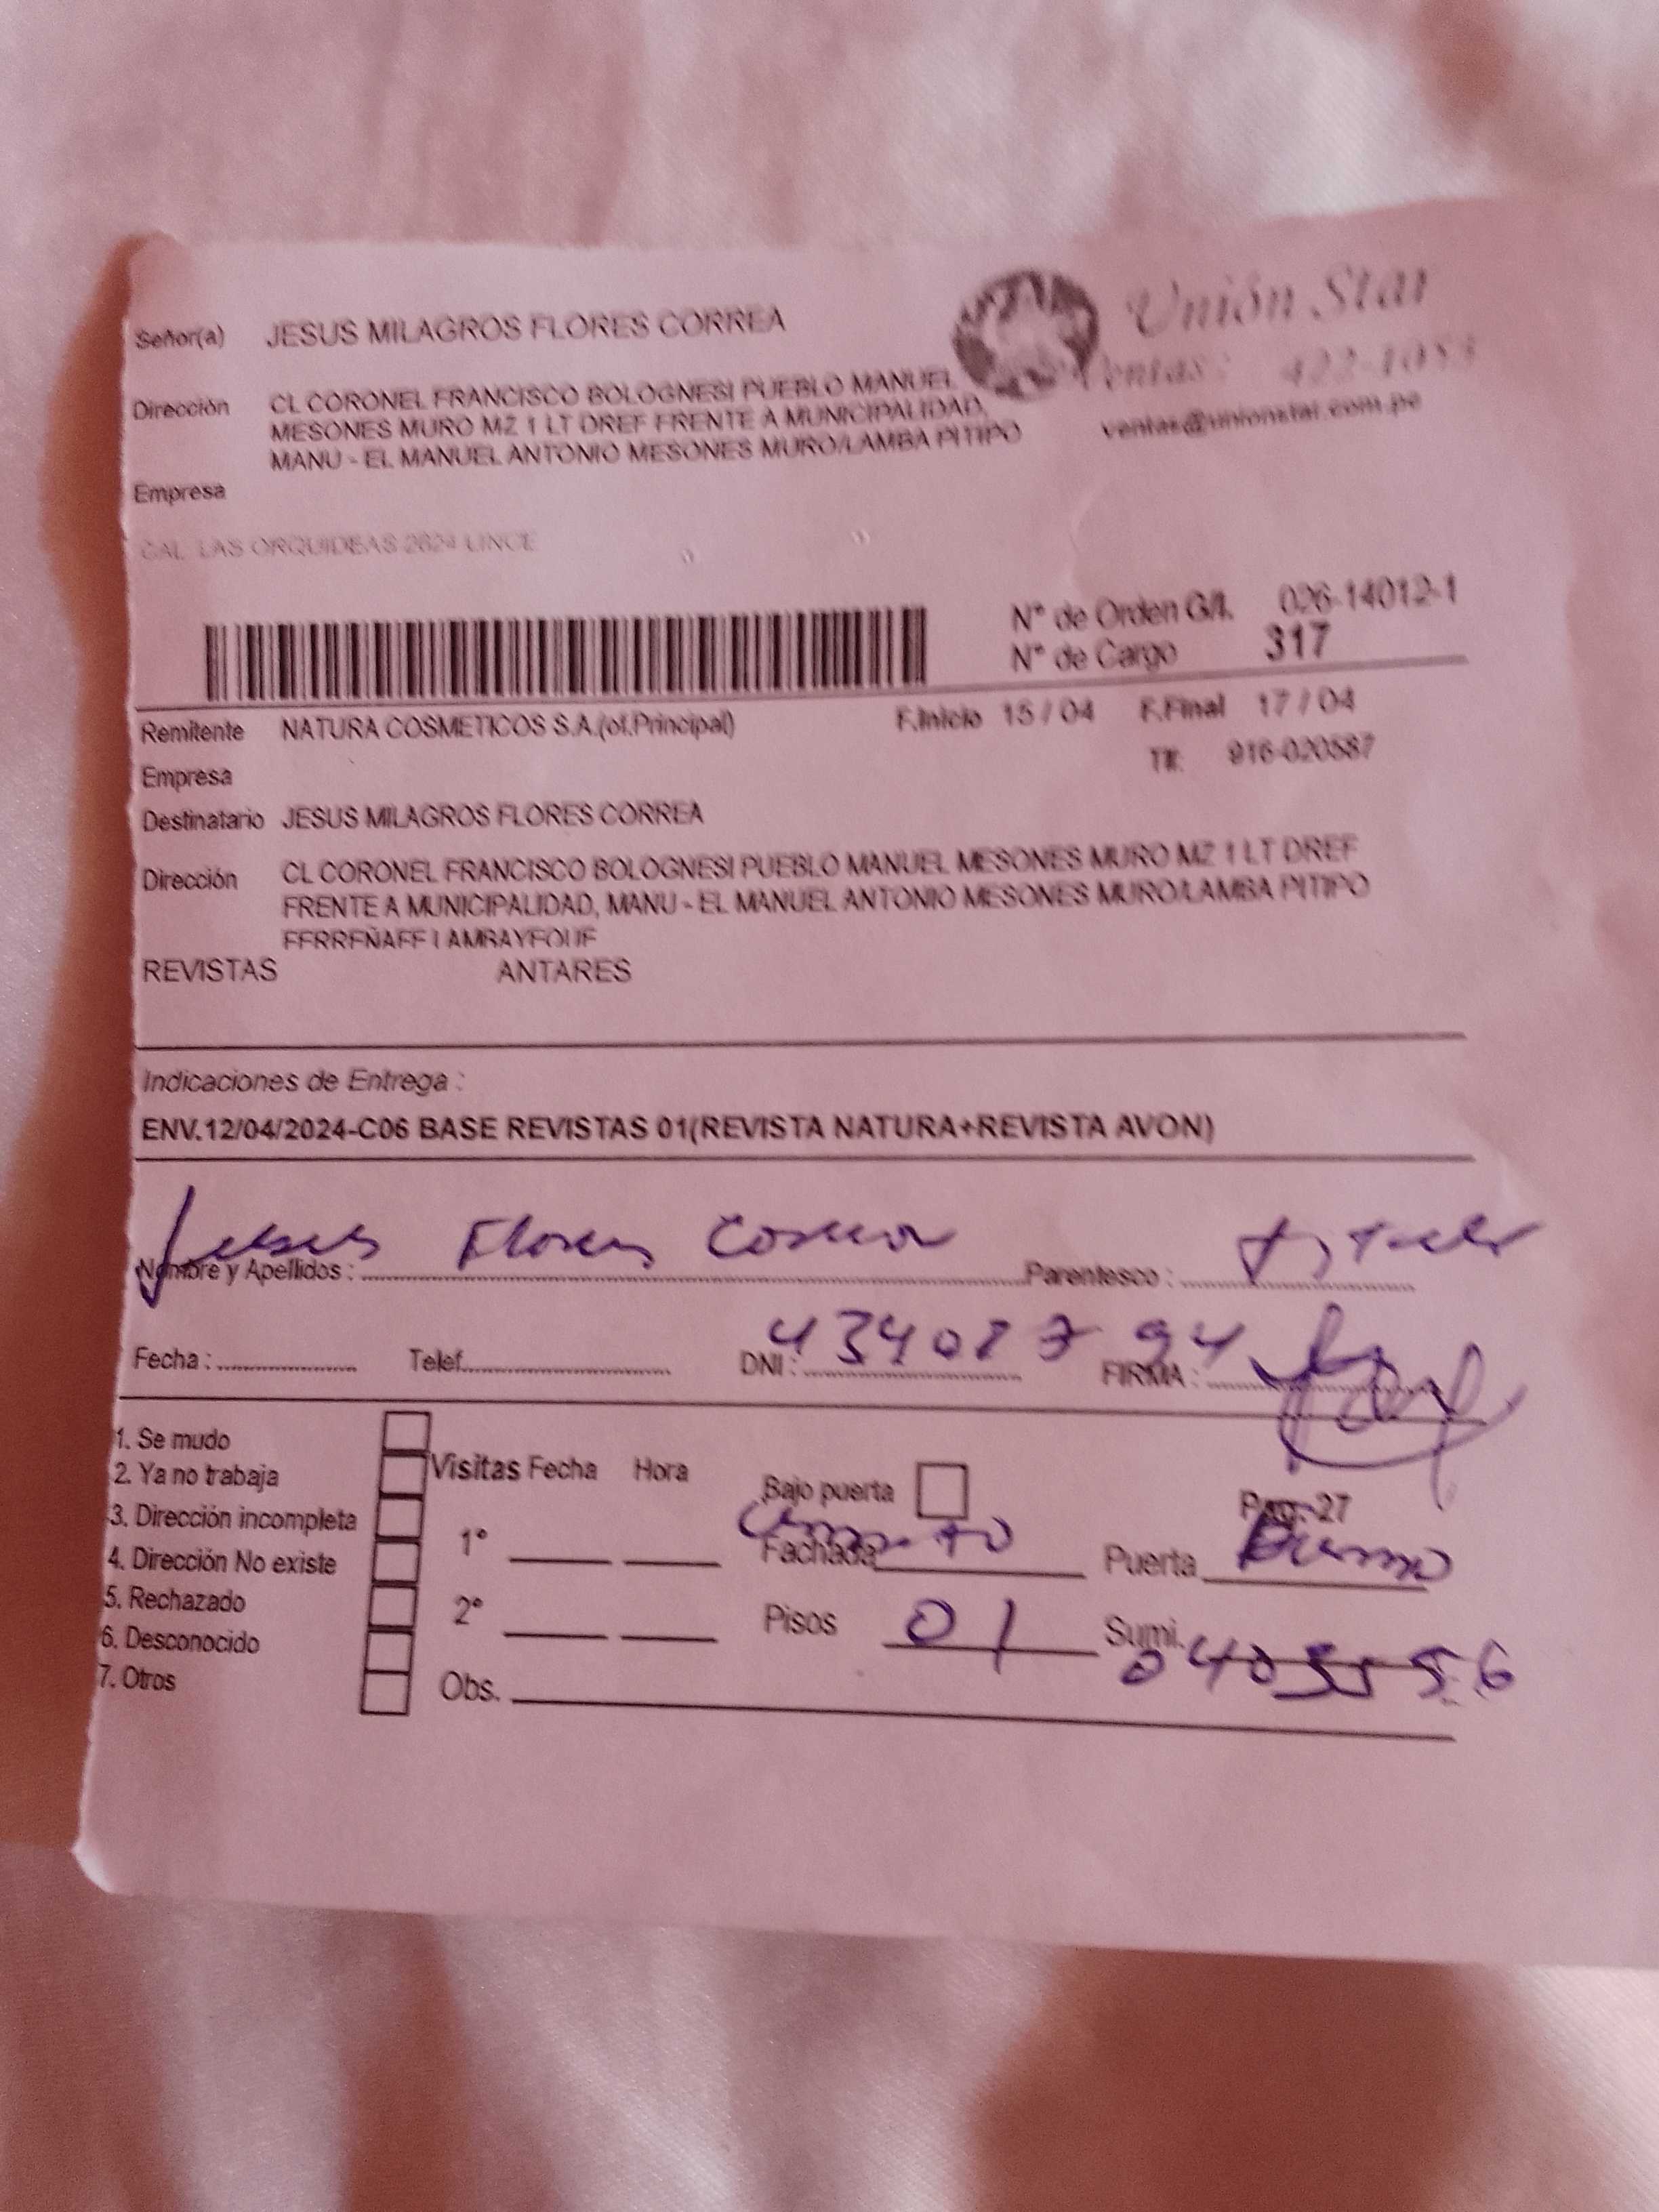 Señor(a) JESUS MILAGROS FLORES CORREA
Unión Star
Ventas: 422-1053
ventas@unionstar.com.pe
Dirección CL CORONEL FRANCISCO BOLOGNESI PUEBLO MANUEL
MESONES MURO MZ 1 LT DREF FRENTE A MUNICIPALIDAD,
MANU - EL MANUEL ANTONIO MESONES MURO/LAMBA PITIPO
Empresa
CAL. LAS ORQUIDEAS 2624 LINCE
N° de Orden G/I. 026-14012-1
N° de Cargo 317
Remitente NATURA COSMETICOS S.A.(of.Principal) F.Inicio 15 / 04 F.Final 17 / 04
Empresa Tlf: 916-020587
Destinatario JESUS MILAGROS FLORES CORREA
Dirección CL CORONEL FRANCISCO BOLOGNESI PUEBLO MANUEL MESONES MURO MZ 1 LT DREF
FRENTE A MUNICIPALIDAD, MANU - EL MANUEL ANTONIO MESONES MURO/LAMBA PITIPO
FERREÑAFE LAMBAYEQUE
REVISTAS ANTARES
Indicaciones de Entrega :
ENV.12/04/2024-C06 BASE REVISTAS 01(REVISTA NATURA+REVISTA AVON)
Jesus Flores Correa Titular
Nombre y Apellidos : Parentesco :
Fecha : Telef. DNI : FIRMA :
1. Se mudo
2. Ya no trabaja
3. Dirección incompleta
4. Dirección No existe
5. Rechazado
6. Desconocido
7. Otros
Visitas Fecha Hora
1°
2°
Obs.
Bajo puerta Pag. 27
Fachada Puerta
Pisos 01 Sumi.